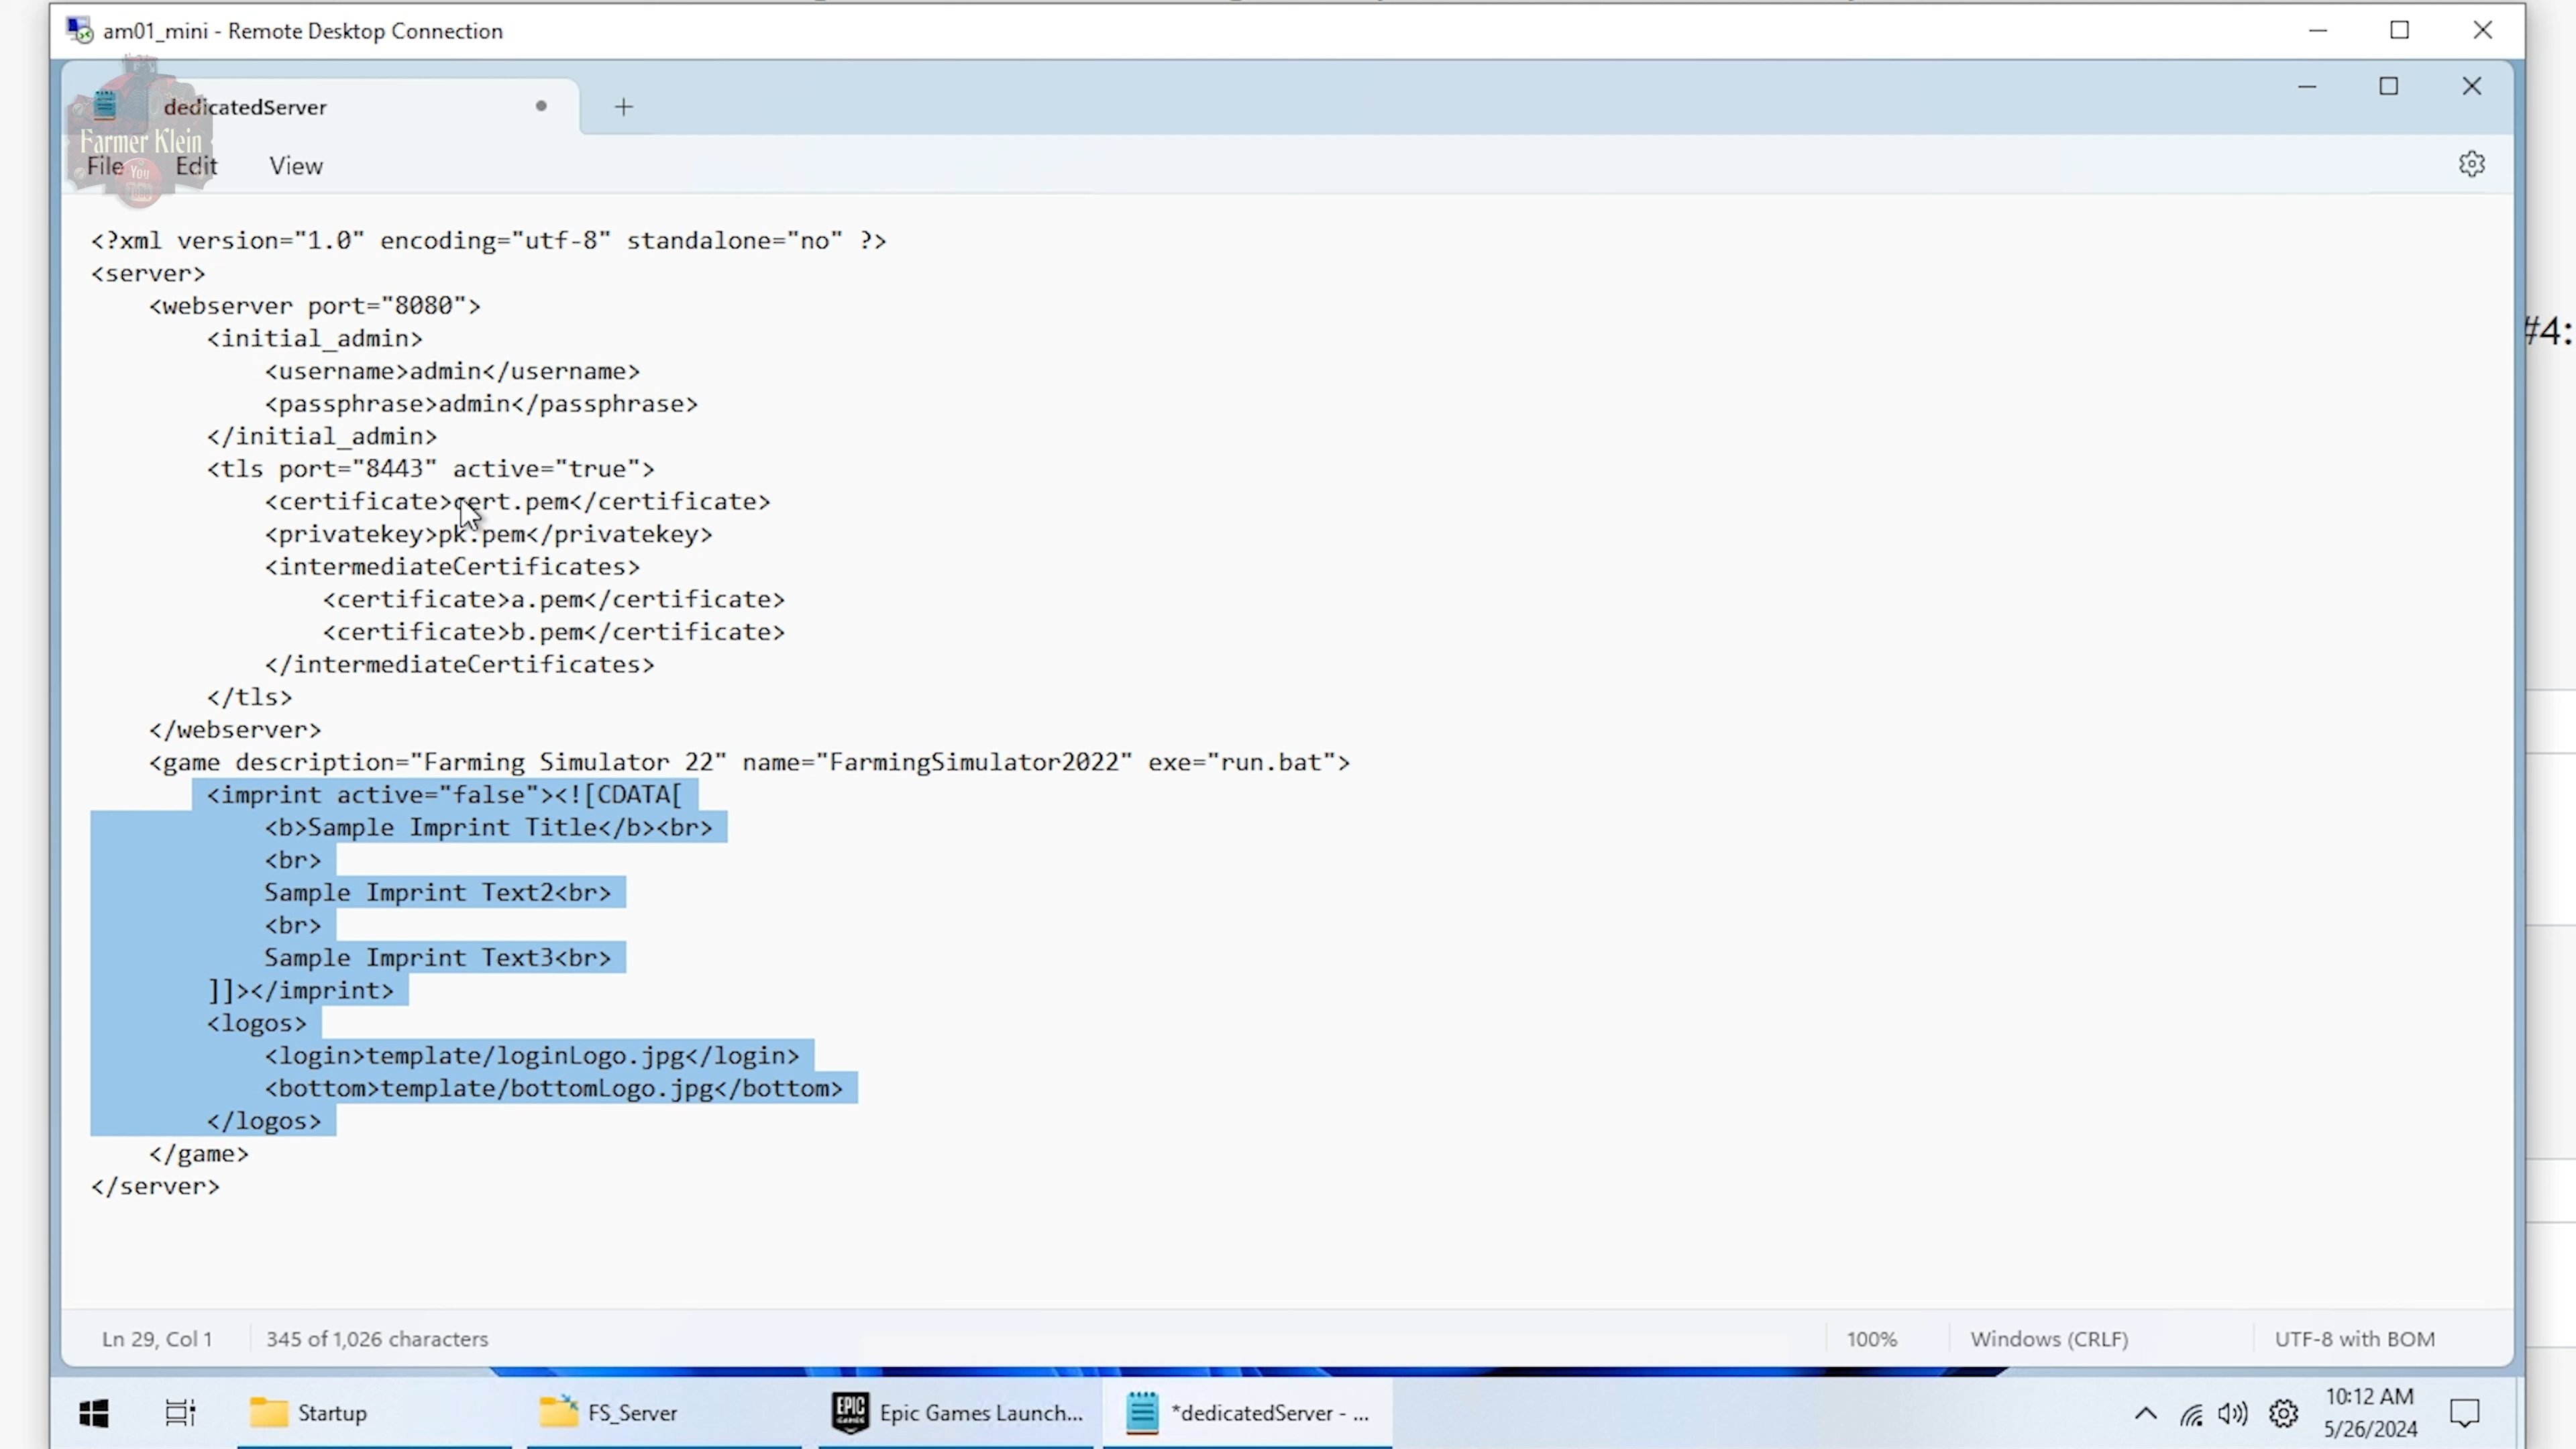 am01_mini - Remote Desktop Connection
dedicatedServer
Farmer Klein
You
Tube
File Edit View
<?xml version="1.0" encoding="utf-8" standalone="no" ?>
<server>
<webserver port="8080">
<initial_admin>
<username>admin</username>
<passphrase>admin</passphrase>
</initial_admin>
<tls port="8443" active="true">
<certificate>cert.pem</certificate>
<privatekey>pk.pem</privatekey>
<intermediateCertificates>
<certificate>a.pem</certificate>
<certificate>b.pem</certificate>
</intermediateCertificates>
</tls>
</webserver>
<game description="Farming Simulator 22" name="FarmingSimulator2022" exe="run.bat">
<imprint active="false"><![CDATA[
<b>Sample Imprint Title</b><br>
<br>
Sample Imprint Text2<br>
<br>
Sample Imprint Text3<br>
]]></imprint>
<logos>
<login>template/loginLogo.jpg</login>
<bottom>template/bottomLogo.jpg</bottom>
</logos>
</game>
</server>
#4:
Ln 29, Col 1 345 of 1,026 characters 100% Windows (CRLF) UTF-8 with BOM
Startup FS_Server EPIC GAMES Epic Games Launch... *dedicatedServer - ... 10:12 AM
5/26/2024